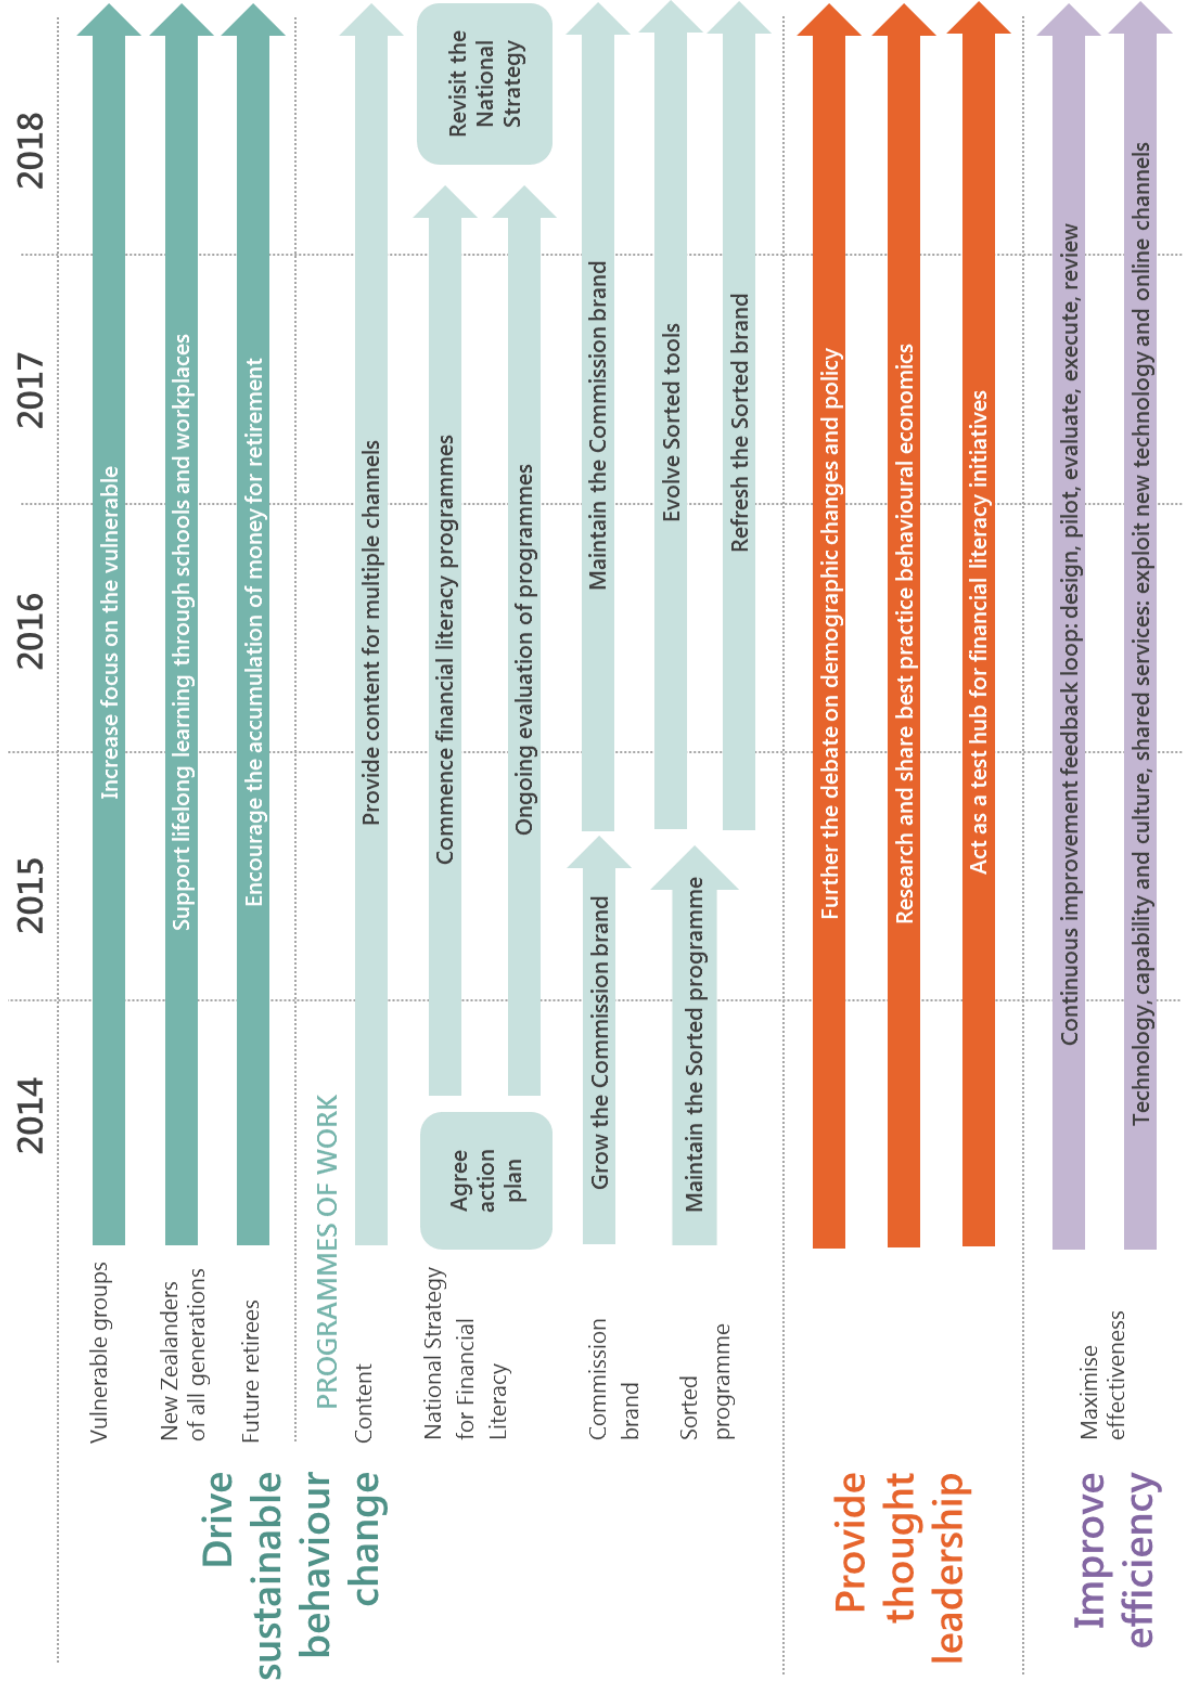 2014
2015
2016
2017
2018
Drive
sustainable
behaviour
change
Vulnerable groups
Increase focus on the vulnerable
New Zealanders
of all generations
Support lifelong learning through schools and workplaces
Future retirees
Encourage the accumulation of money for retirement
PROGRAMMES OF WORK
Content
Provide content for multiple channels
National Strategy
for Financial
Literacy
Agree
action
plan
Commence financial literacy programmes
Ongoing evaluation of programmes
Revisit the
National
Strategy
Commission
brand
Grow the Commission brand
Maintain the Commission brand
Sorted
programme
Maintain the Sorted programme
Evolve Sorted tools
Refresh the Sorted brand
Provide
thought
leadership
Further the debate on demographic changes and policy
Research and share best practice behavioural economics
Act as a test hub for financial literacy initiatives
Improve
efficiency
Maximise
effectiveness
Continuous improvement feedback loop: design, pilot, evaluate, execute, review
Technology, capability and culture, shared services: exploit new technology and online channels